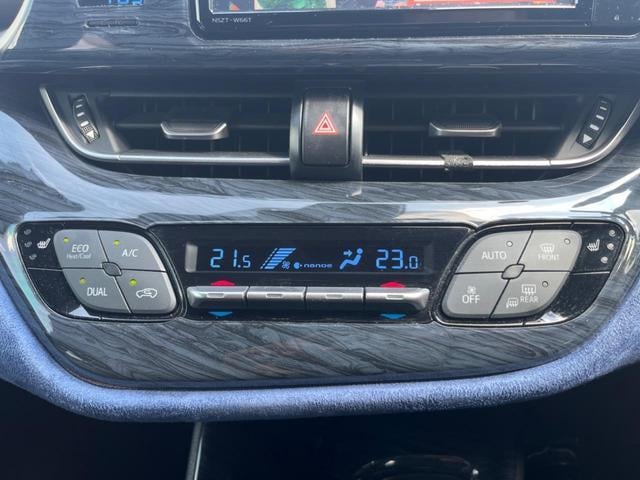 NSZT-W66T
ECO
Heat/Cool
A/C
DUAL
21.5
nanoe
23.0
AUTO
FRONT
OFF
REAR